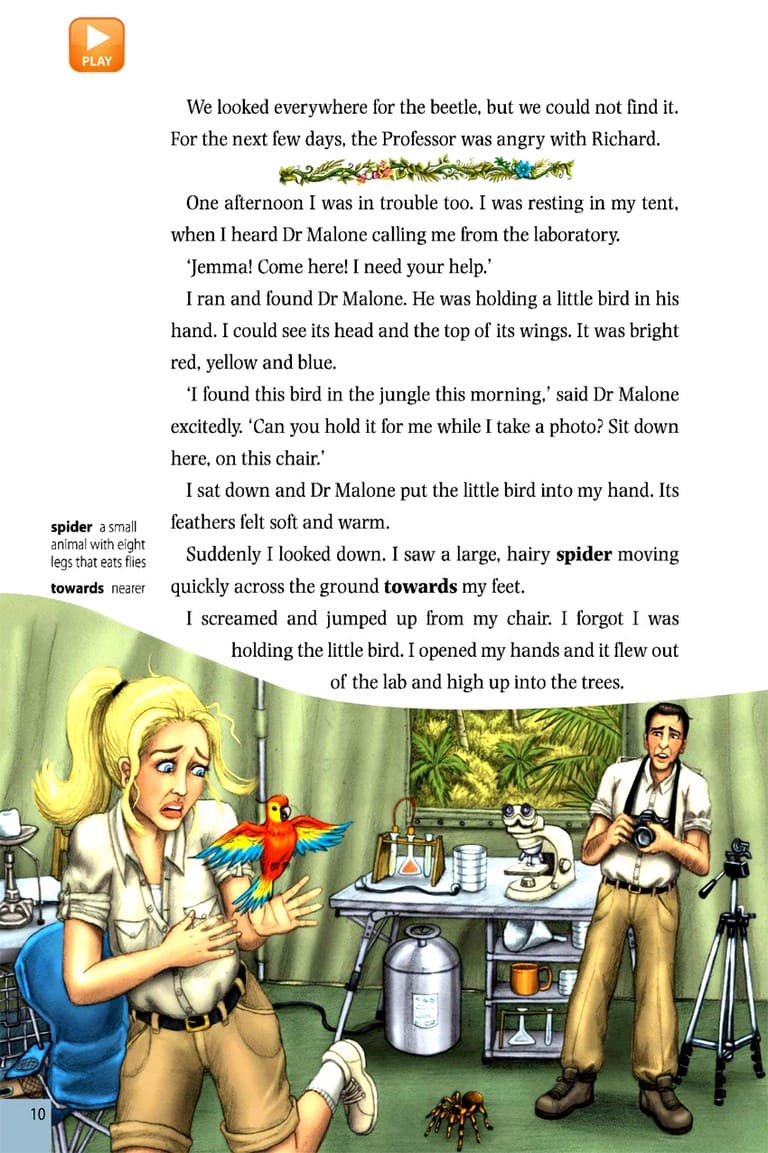 PLAY
We looked everywhere for the beetle, but we could not find it.
For the next few days, the Professor was angry with Richard.
One afternoon I was in trouble too. I was resting in my tent,
when I heard Dr Malone calling me from the laboratory.
‘Jemma! Come here! I need your help.’
I ran and found Dr Malone. He was holding a little bird in his
hand. I could see its head and the top of its wings. It was bright
red, yellow and blue.
‘I found this bird in the jungle this morning,’ said Dr Malone
excitedly. ‘Can you hold it for me while I take a photo? Sit down
here, on this chair.’
I sat down and Dr Malone put the little bird into my hand. Its
feathers felt soft and warm.
Suddenly I looked down. I saw a large, hairy spider moving
quickly across the ground towards my feet.
I screamed and jumped up from my chair. I forgot I was
holding the little bird. I opened my hands and it flew out
of the lab and high up into the trees.
spider a small
animal with eight
legs that eats flies
towards nearer
10